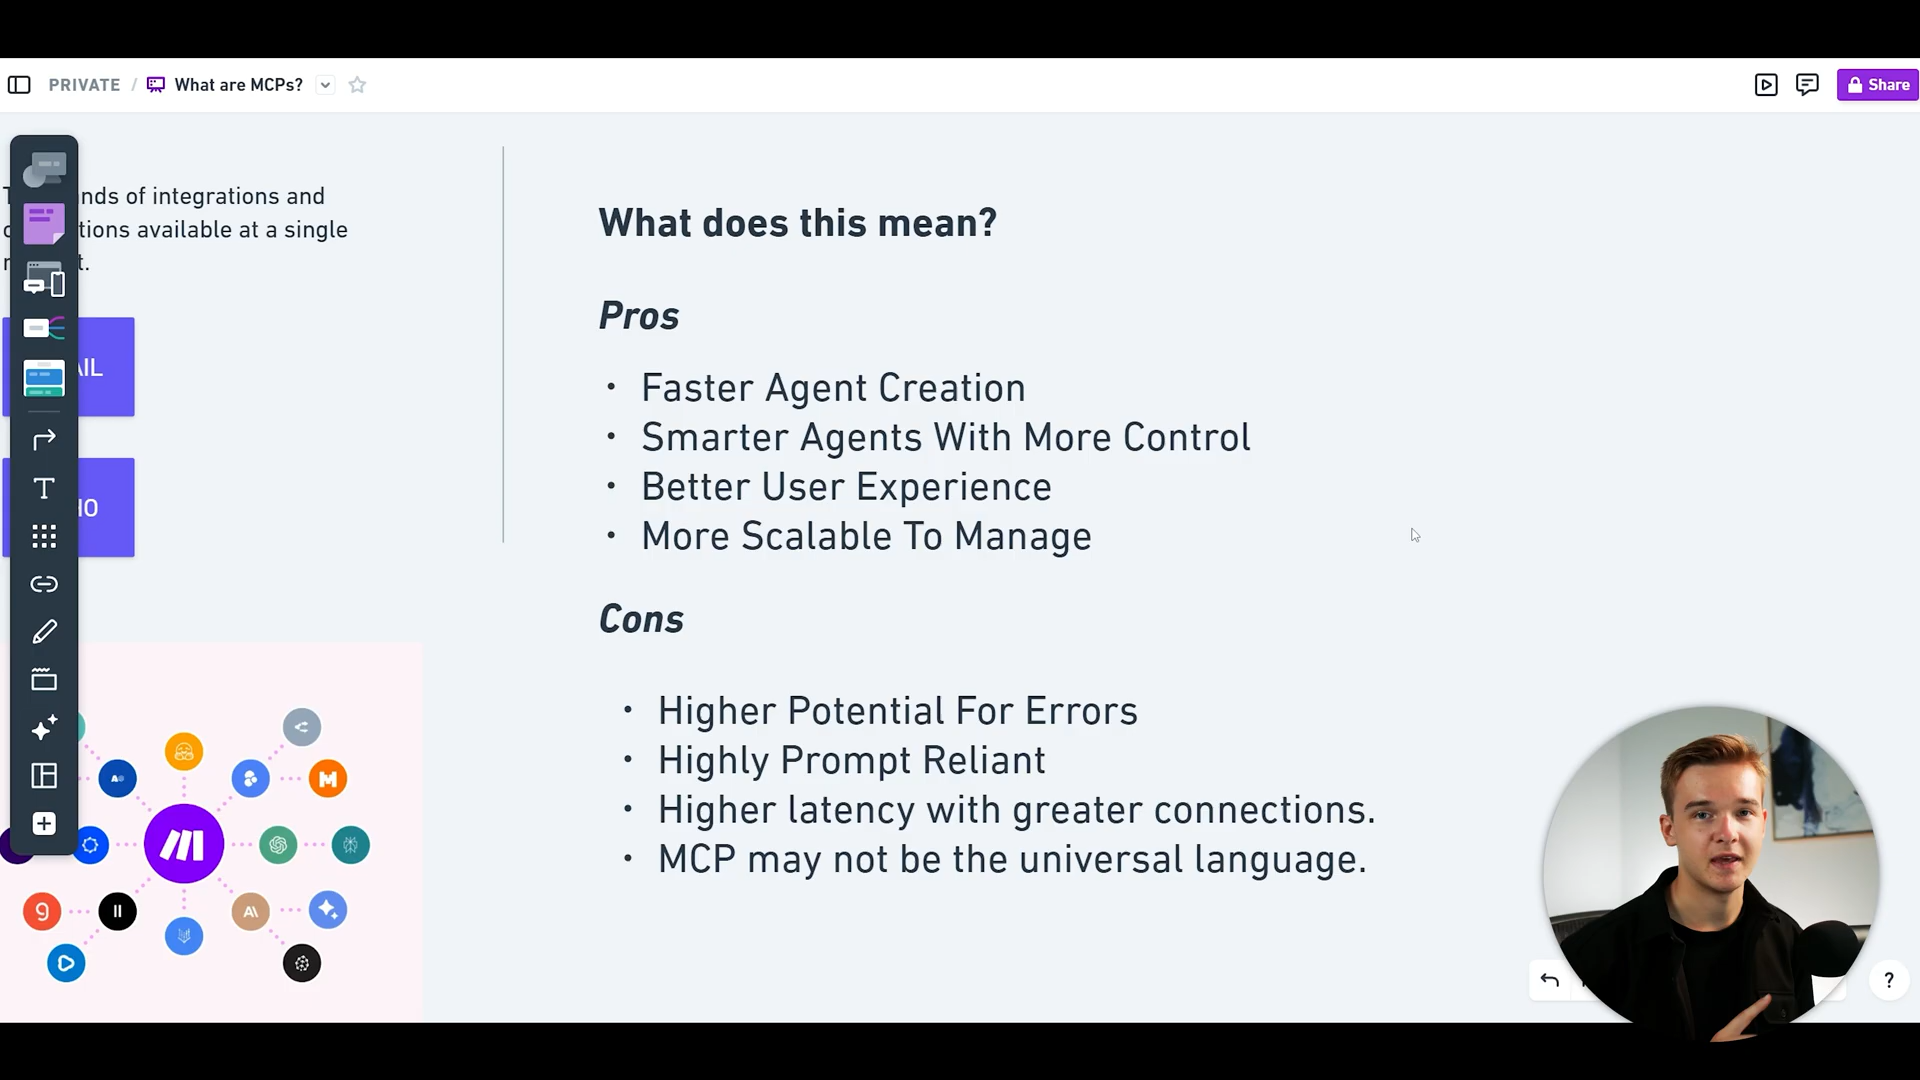 PRIVATE / What are MCPs?
Share
nds of integrations and
tions available at a single
t.
AIL
HO
What does this mean?
Pros
• Faster Agent Creation
• Smarter Agents With More Control
• Better User Experience
• More Scalable To Manage
Cons
• Higher Potential For Errors
• Highly Prompt Reliant
• Higher latency with greater connections.
• MCP may not be the universal language.
?